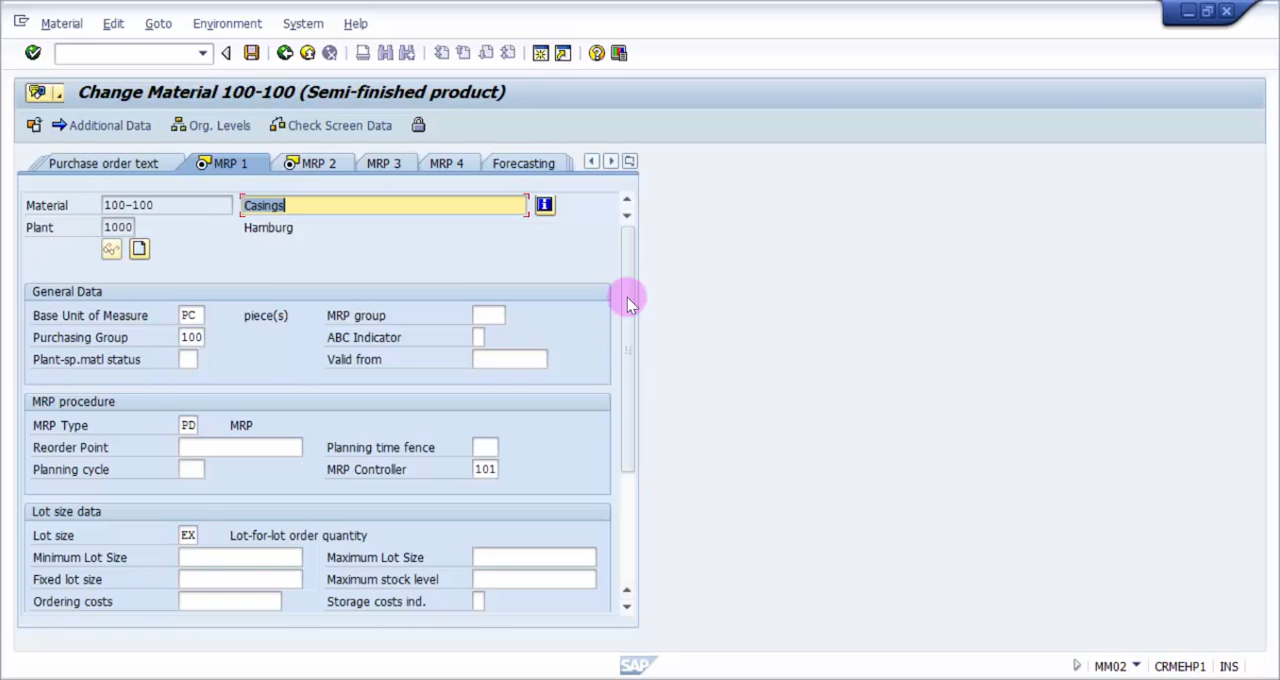 Material Edit Goto Environment System Help
Change Material 100-100 (Semi-finished product)
Additional Data Org. Levels Check Screen Data
Purchase order text MRP 1 MRP 2 MRP 3 MRP 4 Forecasting
Material 100-100 Casings
Plant 1000 Hamburg
General Data
Base Unit of Measure PC piece(s) MRP group
Purchasing Group 100 ABC Indicator
Plant-sp.matl status Valid from
MRP procedure
MRP Type PD MRP
Reorder Point Planning time fence
Planning cycle MRP Controller 101
Lot size data
Lot size EX Lot-for-lot order quantity
Minimum Lot Size Maximum Lot Size
Fixed lot size Maximum stock level
Ordering costs Storage costs ind.
SAP MM02 CRMEHP1 INS